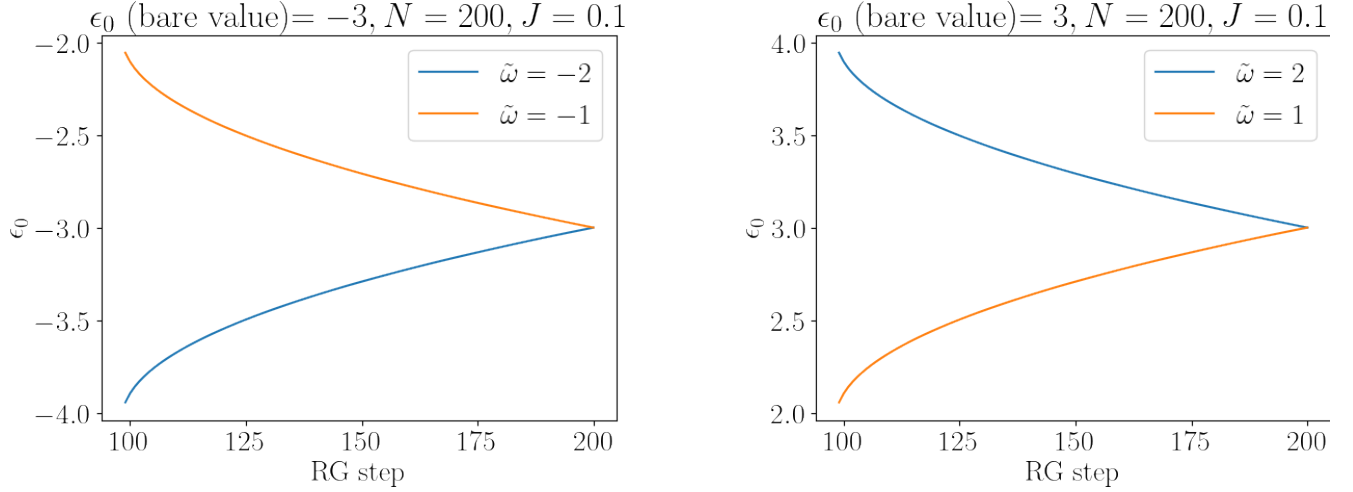 ϵ₀ (bare value)= −3, N = 200, J = 0.1
−2.0
−2.5
−3.0
−3.5
−4.0
ϵ₀
ω̃ = −2
ω̃ = −1
100 125 150 175 200
RG step
ϵ₀ (bare value)= 3, N = 200, J = 0.1
4.0
3.5
3.0
2.5
2.0
ϵ₀
ω̃ = 2
ω̃ = 1
100 125 150 175 200
RG step